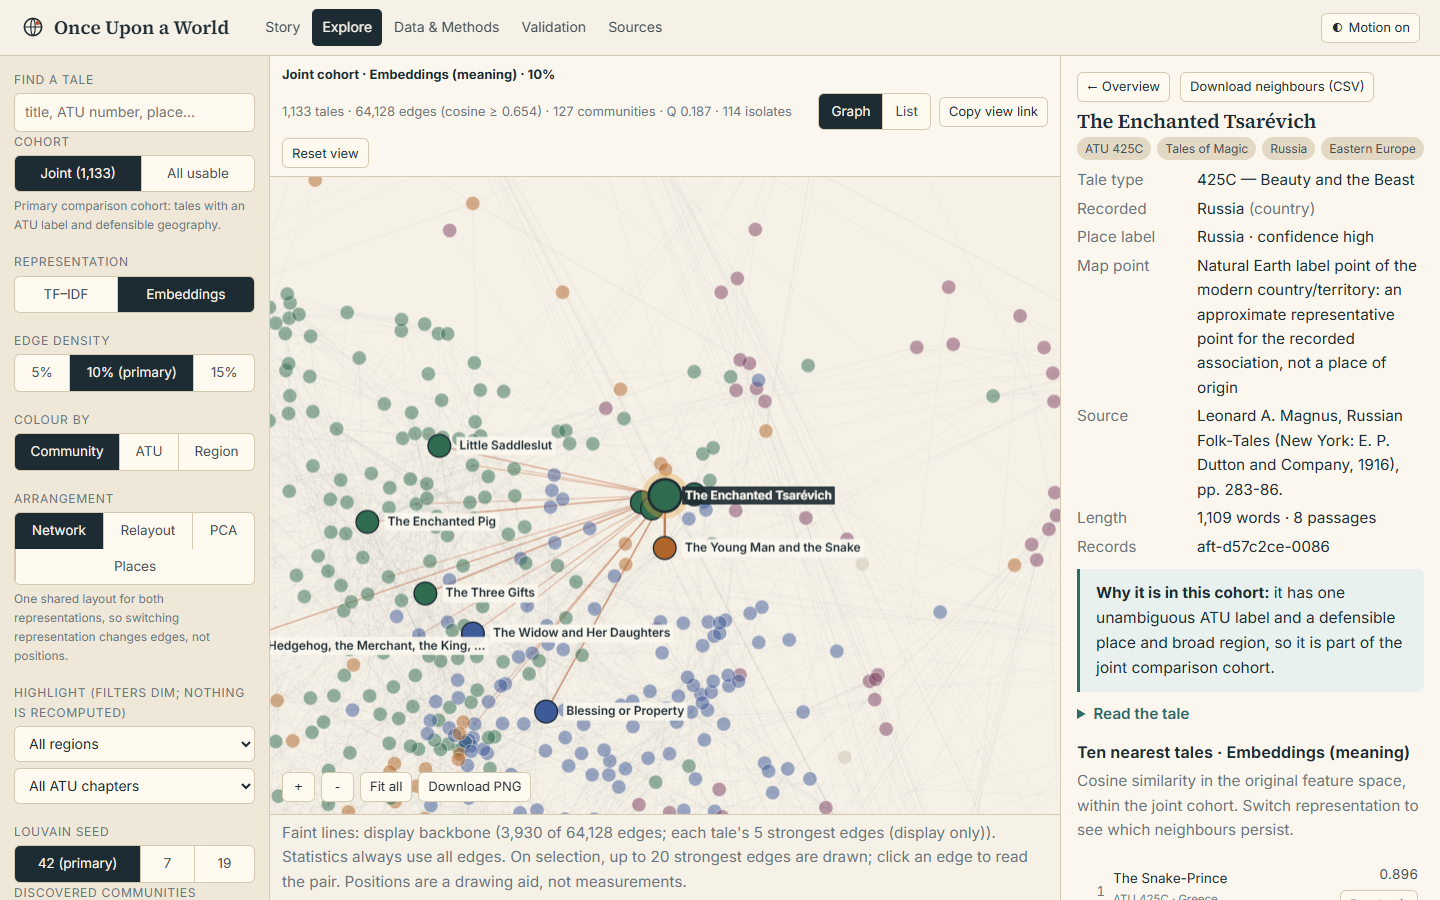 Once Upon a World
Story
Explore
Data & Methods
Validation
Sources
Motion on
FIND A TALE
title, ATU number, place...
COHORT
Joint (1,133)
All usable
Primary comparison cohort: tales with an
ATU label and defensible geography.
REPRESENTATION
TF–IDF
Embeddings
EDGE DENSITY
5%
10% (primary)
15%
COLOUR BY
Community
ATU
Region
ARRANGEMENT
Network
Relayout
PCA
Places
One shared layout for both
representations, so switching
representation changes edges, not
positions.
HIGHLIGHT (FILTERS DIM; NOTHING
IS RECOMPUTED)
All regions
All ATU chapters
LOUVAIN SEED
42 (primary)
7
19
DISCOVERED COMMUNITIES
Joint cohort · Embeddings (meaning) · 10%
1,133 tales · 64,128 edges (cosine ≥ 0.654) · 127 communities · Q 0.187 · 114 isolates
Graph
List
Copy view link
Reset view
Little Saddleslut
The Enchanted Tsarévich
The Enchanted Pig
The Young Man and the Snake
The Three Gifts
The Widow and Her Daughters
Hedgehog, the Merchant, the King, ...
Blessing or Property
+
-
Fit all
Download PNG
Faint lines: display backbone (3,930 of 64,128 edges; each tale's 5 strongest edges (display only)).
Statistics always use all edges. On selection, up to 20 strongest edges are drawn; click an edge to read
the pair. Positions are a drawing aid, not measurements.
← Overview
Download neighbours (CSV)
The Enchanted Tsarévich
ATU 425C
Tales of Magic
Russia
Eastern Europe
Tale type
425C — Beauty and the Beast
Recorded
Russia (country)
Place label
Russia · confidence high
Map point
Natural Earth label point of the
modern country/territory: an
approximate representative
point for the recorded
association, not a place of
origin
Source
Leonard A. Magnus, Russian
Folk-Tales (New York: E. P.
Dutton and Company, 1916),
pp. 283-86.
Length
1,109 words · 8 passages
Records
aft-d57c2ce-0086
Why it is in this cohort: it has one
unambiguous ATU label and a defensible
place and broad region, so it is part of the
joint comparison cohort.
Read the tale
Ten nearest tales · Embeddings (meaning)
Cosine similarity in the original feature space,
within the joint cohort. Switch representation to
see which neighbours persist.
1
The Snake-Prince
0.896
ATU 425C · Greece